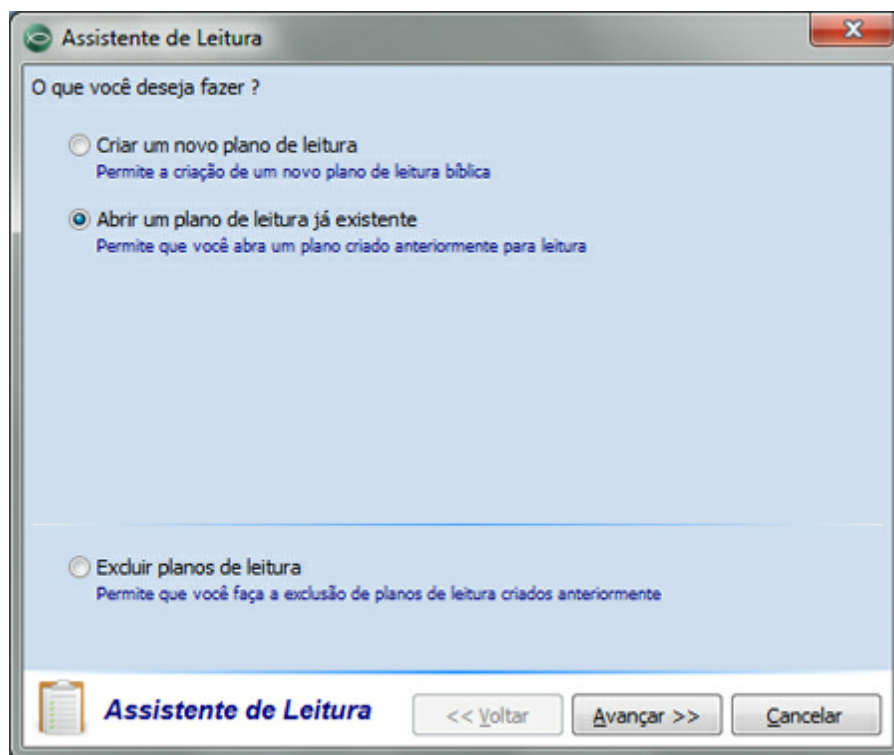 Assistente de Leitura
O que você deseja fazer ?
Criar um novo plano de leitura
Permite a criação de um novo plano de leitura bíblica
Abrir um plano de leitura já existente
Permite que você abra um plano criado anteriormente para leitura
Excluir planos de leitura
Permite que você faça a exclusão de planos de leitura criados anteriormente
Assistente de Leitura
<< Voltar
Avançar >>
Cancelar